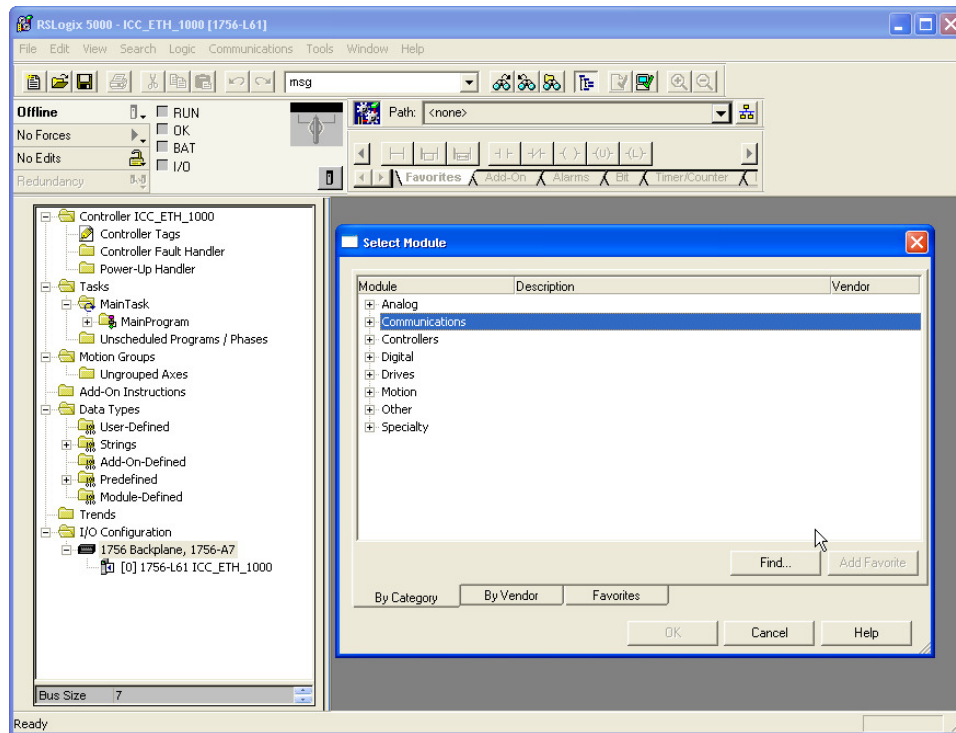 RSLogix 5000 - ICC_ETH_1000 [1756-L61]
File Edit View Search Logic Communications Tools Window Help
msg
Offline
RUN
Path: <none>
No Forces
OK
No Edits
BAT
I/O
Redundancy
Favorites Add-On Alarms Bit Timer/Counter
Controller ICC_ETH_1000
Controller Tags
Controller Fault Handler
Power-Up Handler
Tasks
MainTask
MainProgram
Unscheduled Programs / Phases
Motion Groups
Ungrouped Axes
Add-On Instructions
Data Types
User-Defined
Strings
Add-On-Defined
Predefined
Module-Defined
Trends
I/O Configuration
1756 Backplane, 1756-A7
[0] 1756-L61 ICC_ETH_1000
Bus Size 7
Select Module
Module Description Vendor
Analog
Communications
Controllers
Digital
Drives
Motion
Other
Specialty
Find... Add Favorite
By Category By Vendor Favorites
OK Cancel Help
Ready